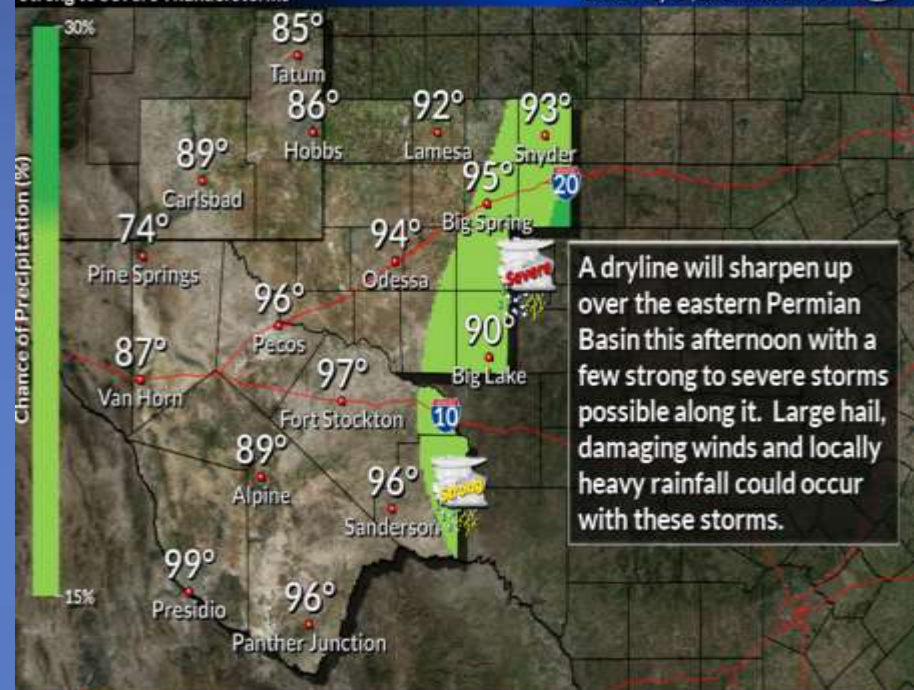 Strong to Severe Thunderstorms
30%
Chance of Precipitation (%)
15%
85°
Tatum
86°
Hobbs
92°
Lamesa
93°
Snyder
89°
Carlsbad
95°
Big Spring
20
74°
Pine Springs
94°
Odessa
Severe
96°
Pecos
90°
Big Lake
87°
Van Horn
97°
Fort Stockton
10
89°
Alpine
96°
Sanderson
Strong
99°
Presidio
96°
Panther Junction
A dryline will sharpen up
over the eastern Permian
Basin this afternoon with a
few strong to severe storms
possible along it. Large hail,
damaging winds and locally
heavy rainfall could occur
with these storms.